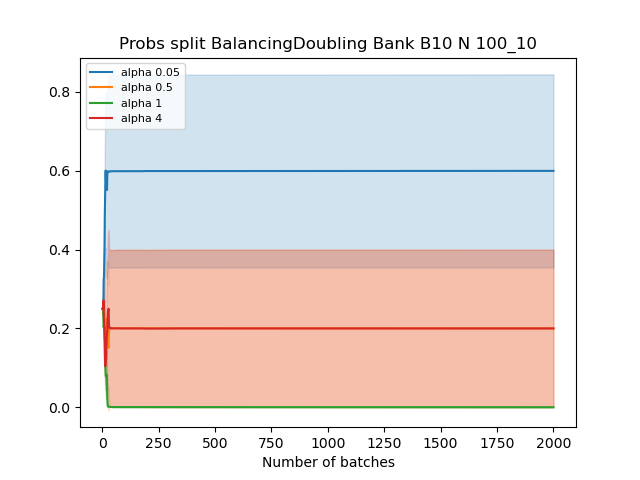 Probs split BalancingDoubling Bank B10 N 100_10
alpha 0.05
alpha 0.5
alpha 1
alpha 4
0.8
0.6
0.4
0.2
0.0
0 250 500 750 1000 1250 1500 1750 2000
Number of batches